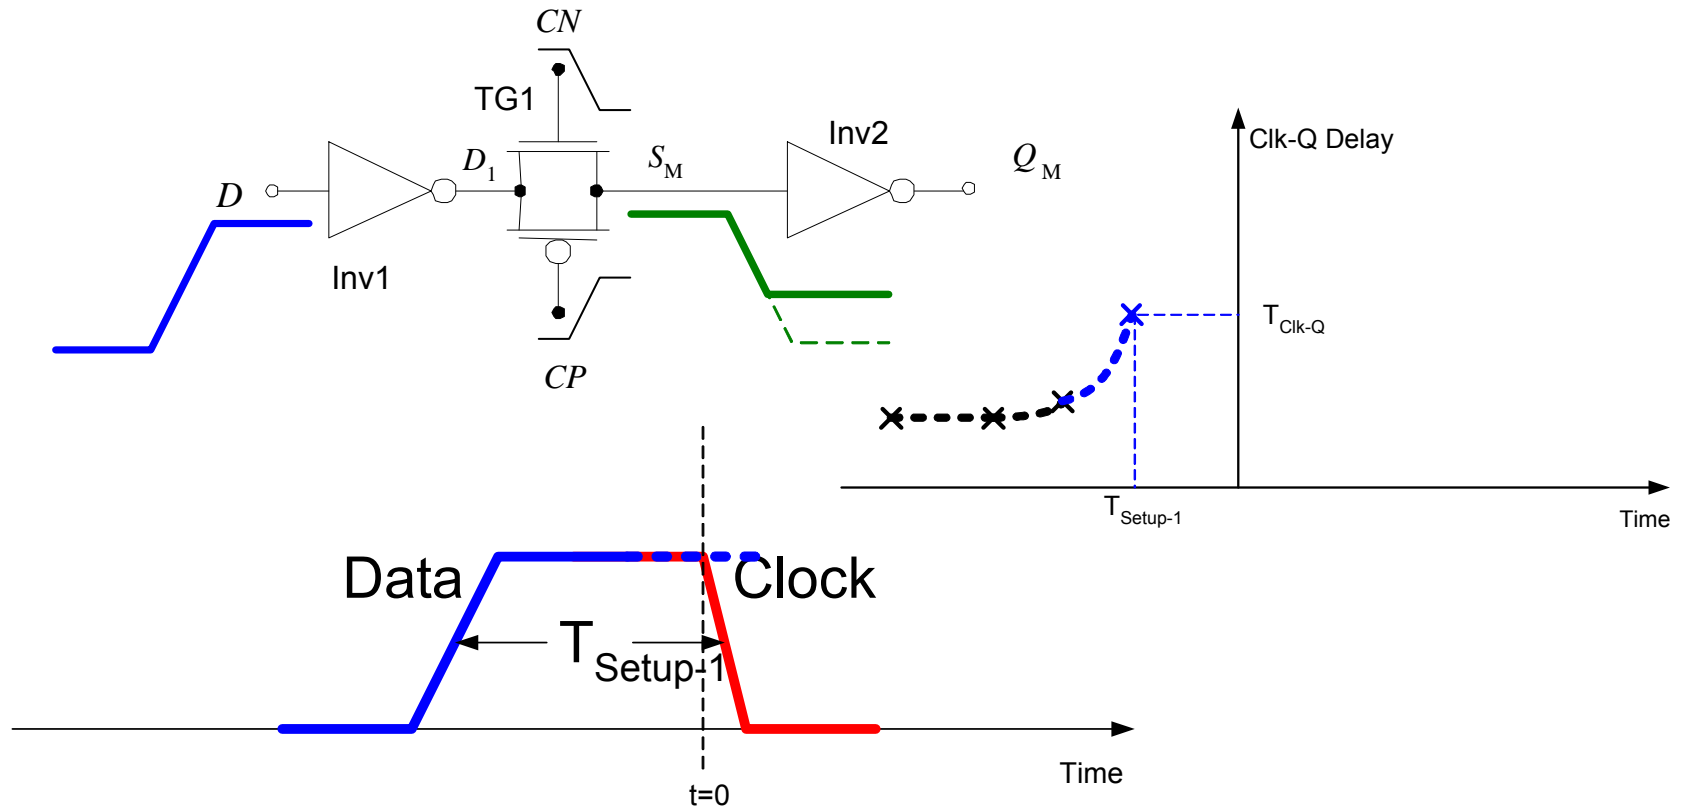 CN
TG1
Inv2
D
D1
SM
QM
Inv1
CP
Clk-Q Delay
TClk-Q
TSetup-1
Time
Data
Clock
TSetup-1
Time
t=0